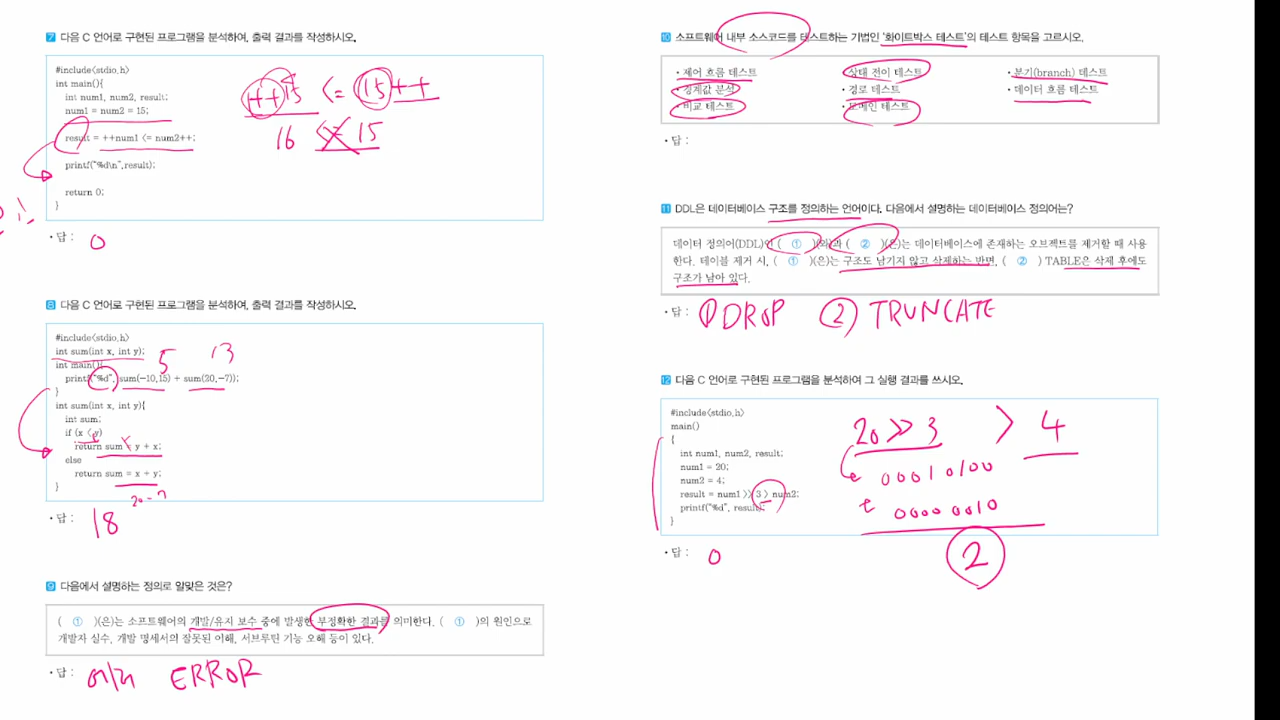 7 다음 C 언어로 구현된 프로그램을 분석하여, 출력 결과를 작성하시오.
#include<stdio.h>
int main(){
int num1, num2, result;
num1 = num2 = 15;
result = ++num1 <= num2++;
printf("%d\n",result);
return 0;
}
++15 <= 15++
16 <= 15
• 답 : 0
8 다음 C 언어로 구현된 프로그램을 분석하여, 출력 결과를 작성하시오.
#include<stdio.h>
int sum(int x, int y);
5 13
int main(){
printf("%d", sum(-10,15) + sum(20,-7));
}
int sum(int x, int y){
int sum;
if (x < y)
return sum = y + x;
else
return sum = x + y;
20-7
}
• 답 : 18
9 다음에서 설명하는 정의로 알맞은 것은?
( ① )(은)는 소프트웨어의 개발/유지 보수 중에 발생한 부정확한 결과를 의미한다. ( ① )의 원인으로
개발자 실수, 개발 명세서의 잘못된 이해, 서브루틴 기능 오해 등이 있다.
• 답 : 에러 ERROR
10 소프트웨어 내부 소스코드를 테스트하는 기법인 '화이트박스 테스트'의 테스트 항목을 고르시오.
• 제어 흐름 테스트 • 상태 전이 테스트 • 분기(branch) 테스트
• 경계값 분석 • 경로 테스트 • 데이터 흐름 테스트
• 비교 테스트 • 도메인 테스트
• 답 :
11 DDL은 데이터베이스 구조를 정의하는 언어이다. 다음에서 설명하는 데이터베이스 정의어는?
데이터 정의어(DDL)인 ( ① )(와)과 ( ② )(은)는 데이터베이스에 존재하는 오브젝트를 제거할 때 사용
한다. 테이블 제거 시, ( ① )(은)는 구조도 남기지 않고 삭제하는 반면, ( ② ) TABLE은 삭제 후에도
구조가 남아 있다.
• 답 : ① DROP ② TRUNCATE
12 다음 C 언어로 구현된 프로그램을 분석하여 그 실행 결과를 쓰시오.
#include<stdio.h>
main()
{
int num1, num2, result;
num1 = 20;
num2 = 4;
result = num1 >> 3 > num2;
printf("%d", result);
}
20 >> 3 > 4
00010100
00000010
2
• 답 : 0